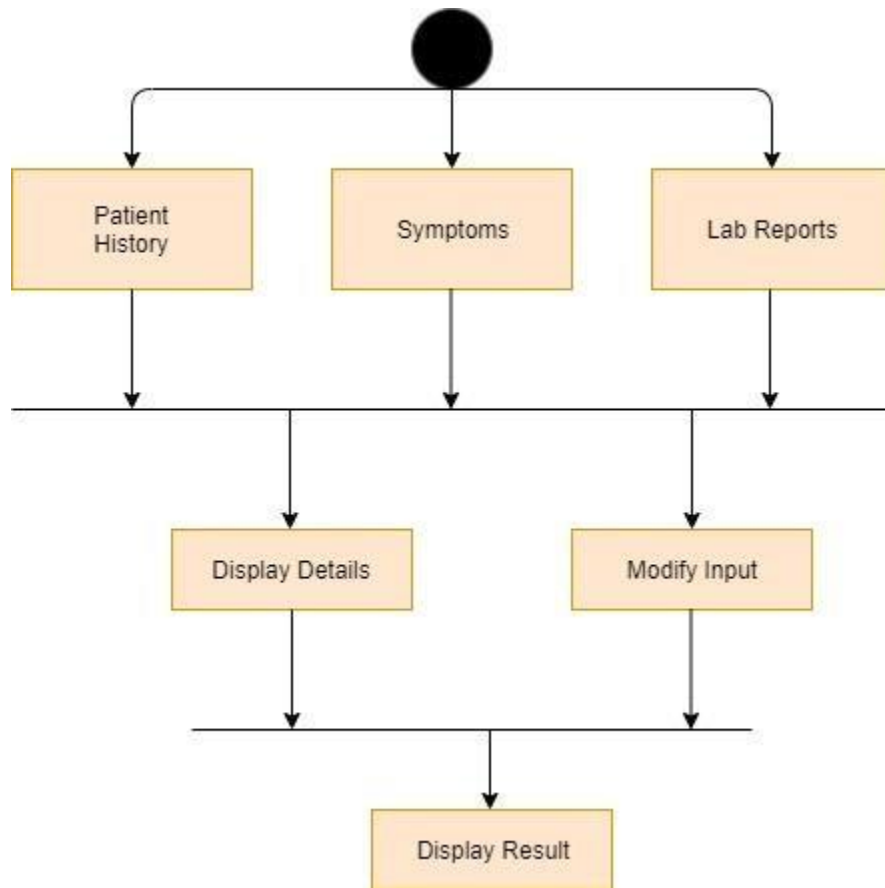 Patient
History
Symptoms
Lab Reports
Display Details
Modify Input
Display Result